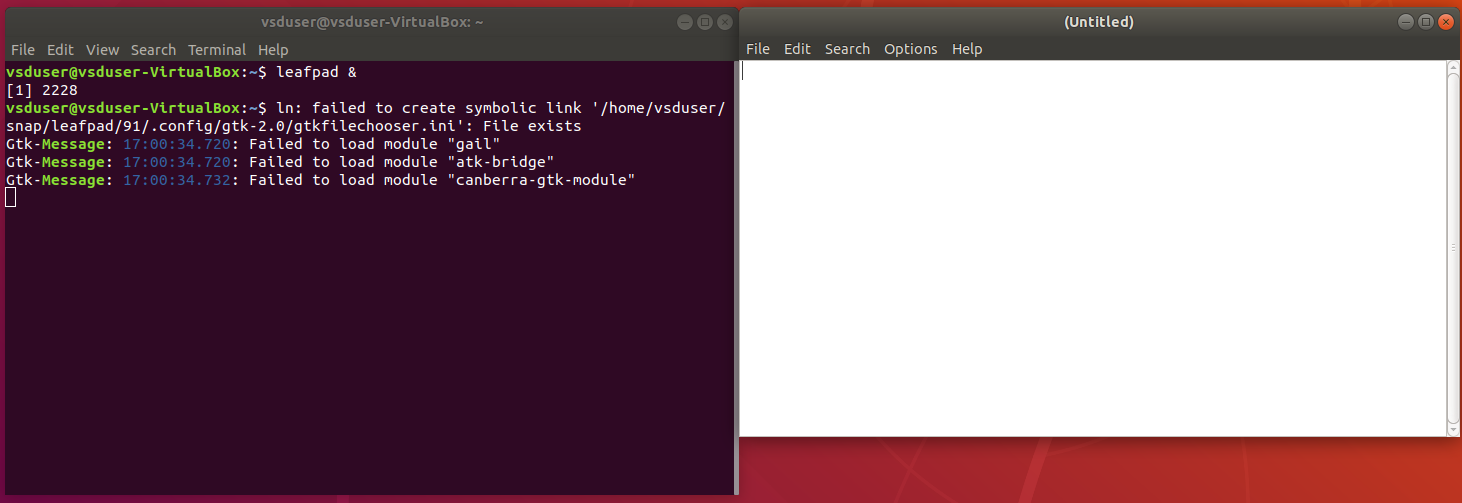 vsduser@vsduser-VirtualBox: ~
File Edit View Search Terminal Help
vsduser@vsduser-VirtualBox:~$ leafpad &
[1] 2228
vsduser@vsduser-VirtualBox:~$ ln: failed to create symbolic link '/home/vsduser/
snap/leafpad/91/.config/gtk-2.0/gtkfilechooser.ini': File exists
Gtk-Message: 17:00:34.720: Failed to load module "gail"
Gtk-Message: 17:00:34.720: Failed to load module "atk-bridge"
Gtk-Message: 17:00:34.732: Failed to load module "canberra-gtk-module"
(Untitled)
File Edit Search Options Help